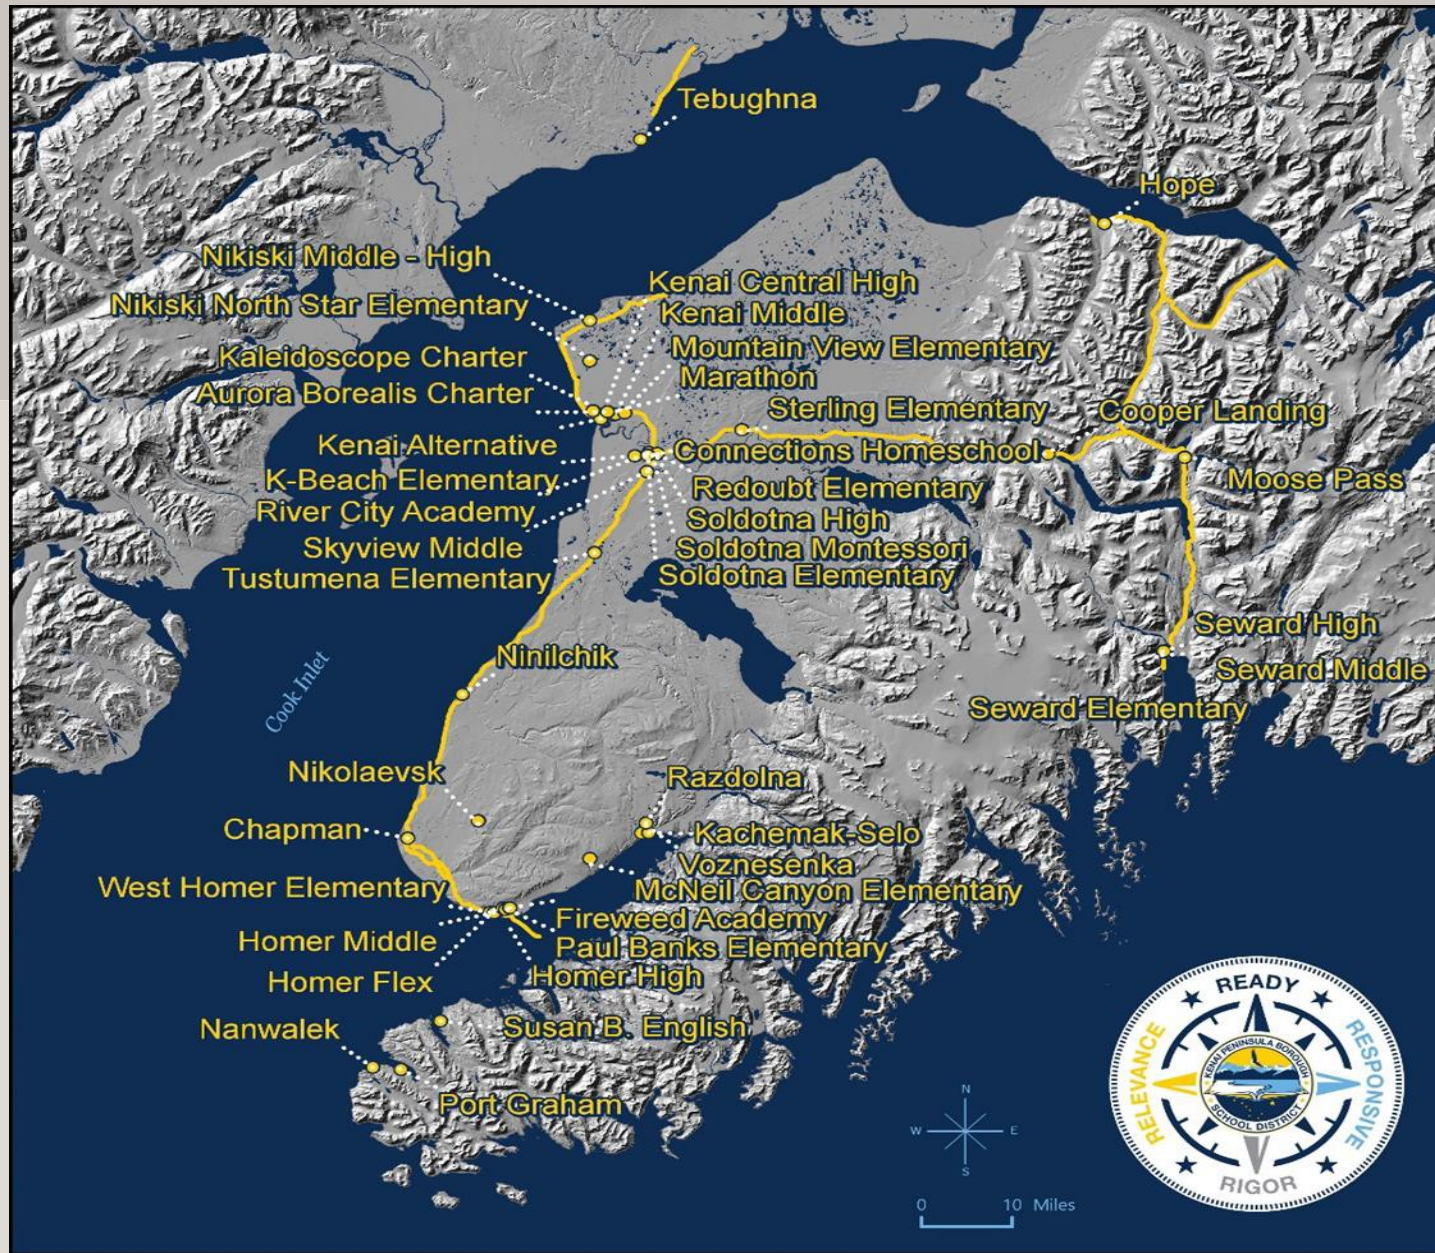 Tebughna
Hope
Nikiski Middle - High
Nikiski North Star Elementary
Kenai Central High
Kenai Middle
Mountain View Elementary
Marathon
Kaleidoscope Charter
Aurora Borealis Charter
Sterling Elementary
Cooper Landing
Kenai Alternative
Connections Homeschool
K-Beach Elementary
Redoubt Elementary
Moose Pass
River City Academy
Soldotna High
Skyview Middle
Soldotna Montessori
Tustumena Elementary
Soldotna Elementary
Seward High
Seward Middle
Seward Elementary
Ninilchik
Cook Inlet
Nikolaevsk
Razdolna
Chapman
Kachemak-Selo
Voznesenka
West Homer Elementary
McNeil Canyon Elementary
Fireweed Academy
Homer Middle
Paul Banks Elementary
Homer Flex
Homer High
Nanwalek
Susan B. English
Port Graham
N
W E
S
0 10 Miles
READY
RELEVANCE
RESPONSIVE
KENAI PENINSULA BOROUGH
SCHOOL DISTRICT
RIGOR